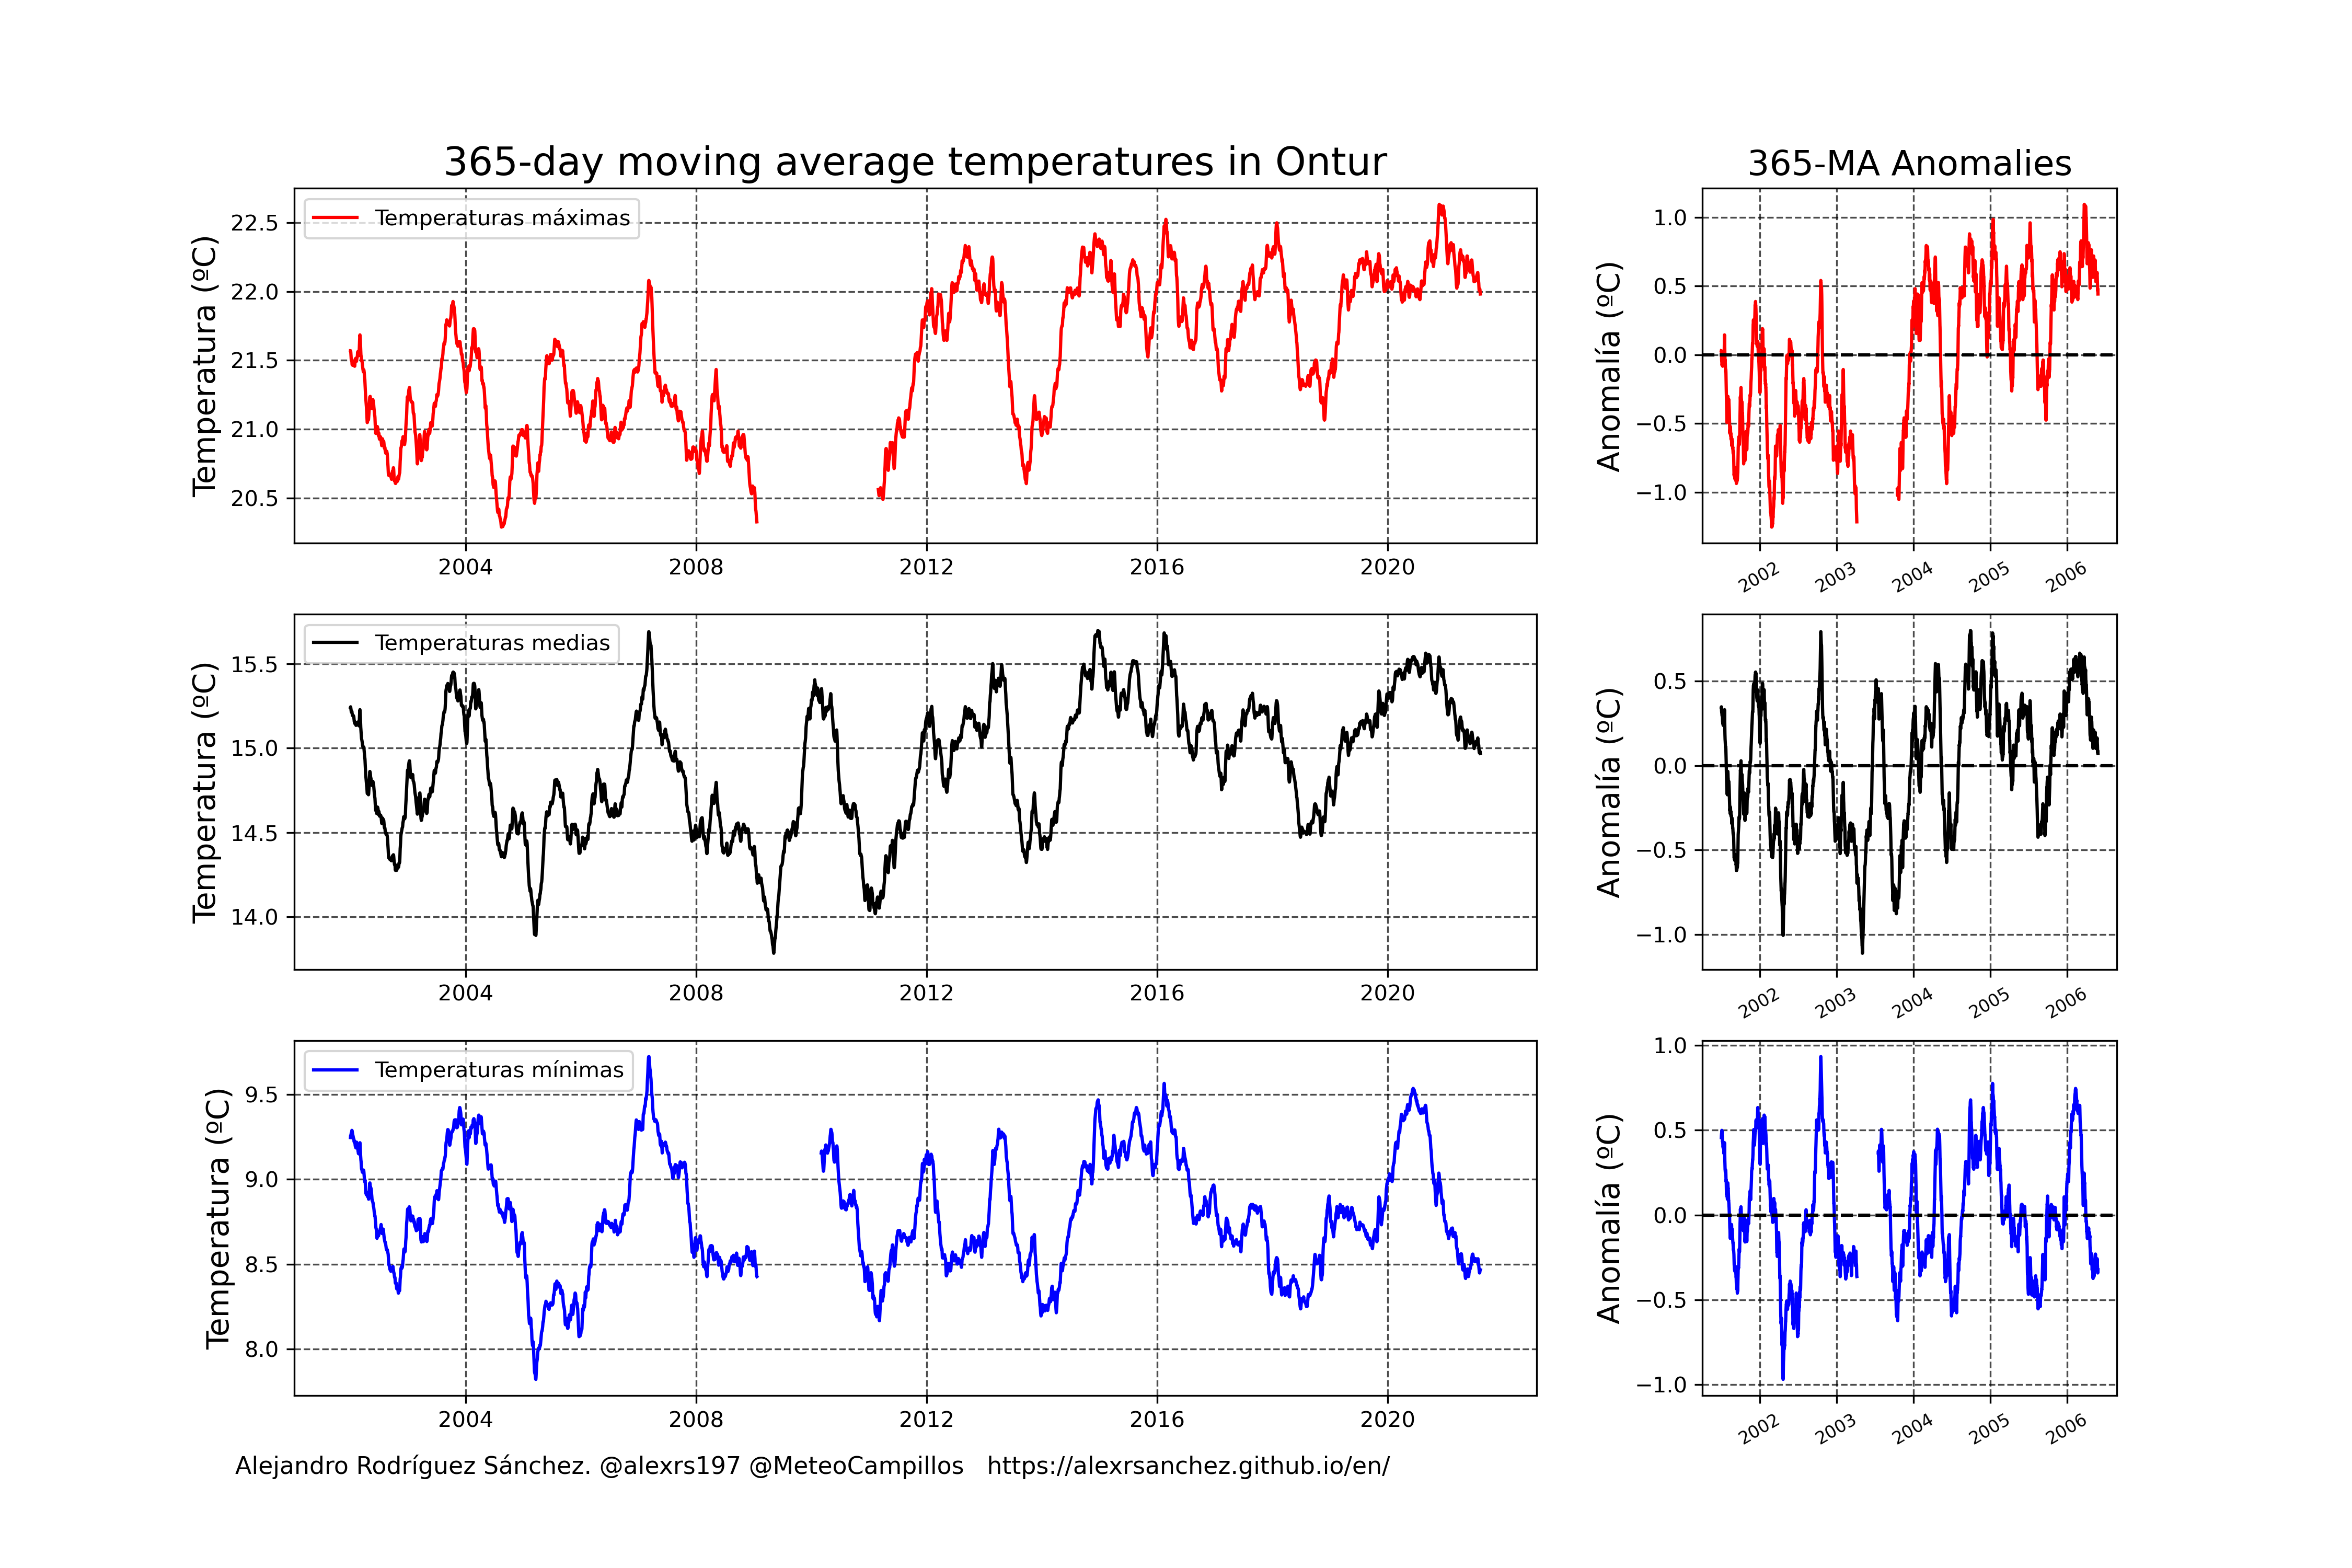 365-day moving average temperatures in Ontur
365-MA Anomalies
Temperatura (ºC)
22.5
22.0
21.5
21.0
20.5
Temperaturas máximas
2004 2008 2012 2016 2020
Anomalía (ºC)
1.0
0.5
0.0
−0.5
−1.0
2002 2003 2004 2005 2006
Temperatura (ºC)
15.5
15.0
14.5
14.0
Temperaturas medias
2004 2008 2012 2016 2020
Anomalía (ºC)
0.5
0.0
−0.5
−1.0
2002 2003 2004 2005 2006
Temperatura (ºC)
9.5
9.0
8.5
8.0
Temperaturas mínimas
2004 2008 2012 2016 2020
Anomalía (ºC)
1.0
0.5
0.0
−0.5
−1.0
2002 2003 2004 2005 2006
Alejandro Rodríguez Sánchez. @alexrs197 @MeteoCampillos https://alexrsanchez.github.io/en/